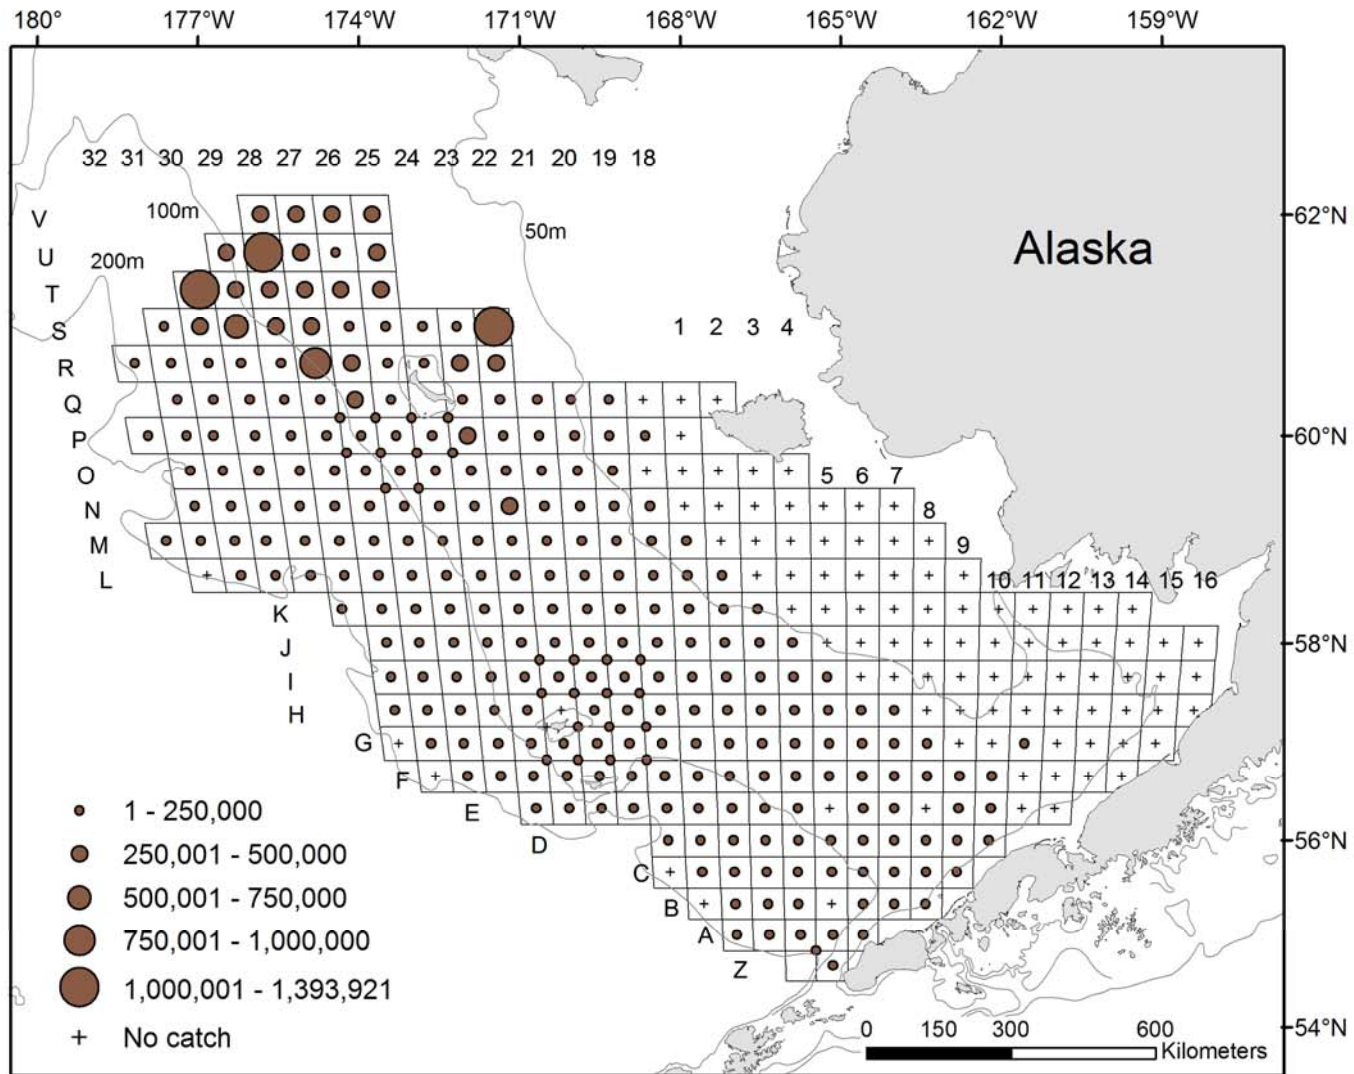 180° 177°W 174°W 171°W 168°W 165°W 162°W 159°W
32 31 30 29 28 27 26 25 24 23 22 21 20 19 18
V
100m
62°N
50m
Alaska
U
200m
T
S
1 2 3 4
R
Q
P
60°N
O
5 6 7
N
8
M
9
L
10 11 12 13 14 15 16
K
J
58°N
I
H
G
F
E
D
56°N
C
B
A
Z
54°N
1 - 250,000
250,001 - 500,000
500,001 - 750,000
750,001 - 1,000,000
1,000,001 - 1,393,921
No catch
0 150 300 600
Kilometers